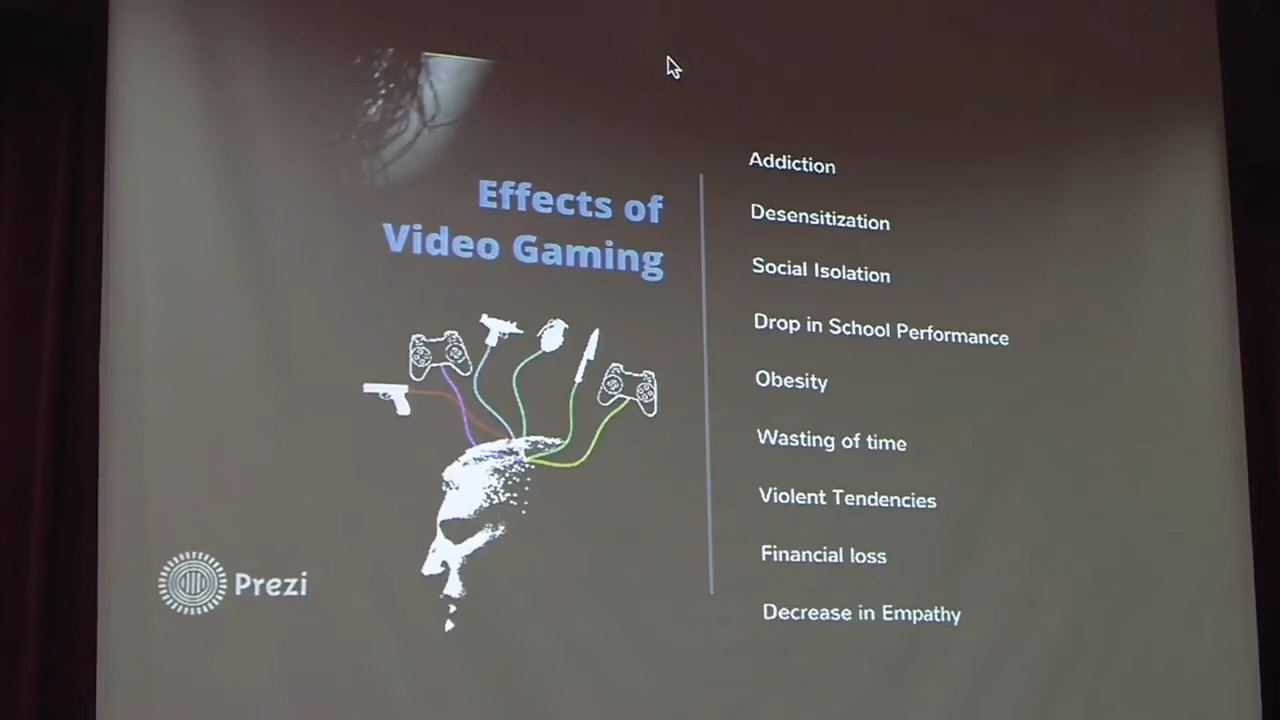 Effects of
Video Gaming
Addiction
Desensitization
Social Isolation
Drop in School Performance
Obesity
Wasting of time
Violent Tendencies
Financial loss
Decrease in Empathy
Prezi